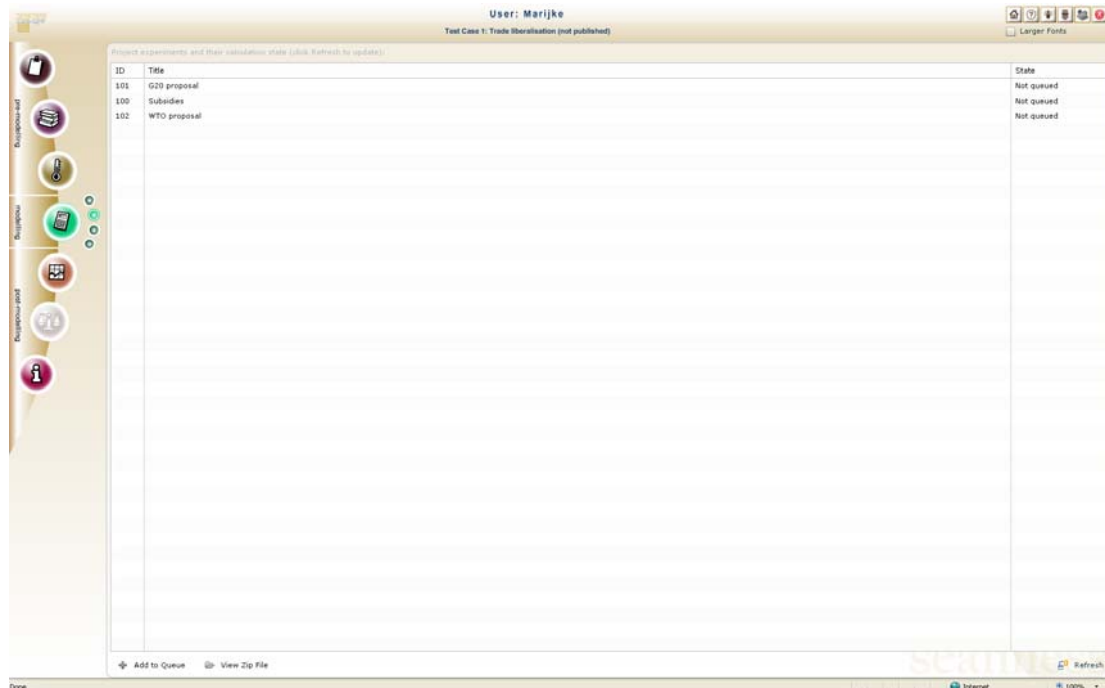 User: Marijke
Test Case 1: Trade liberalisation (not published)
Larger Fonts
Project experiments and their calculation state (click Refresh to update):
ID Title State
101 G20 proposal Not queued
100 Subsidies Not queued
102 WTO proposal Not queued
pre-modelling
modelling
post-modelling
Add to Queue View Zip File Refresh
seamless
Done Internet 100%